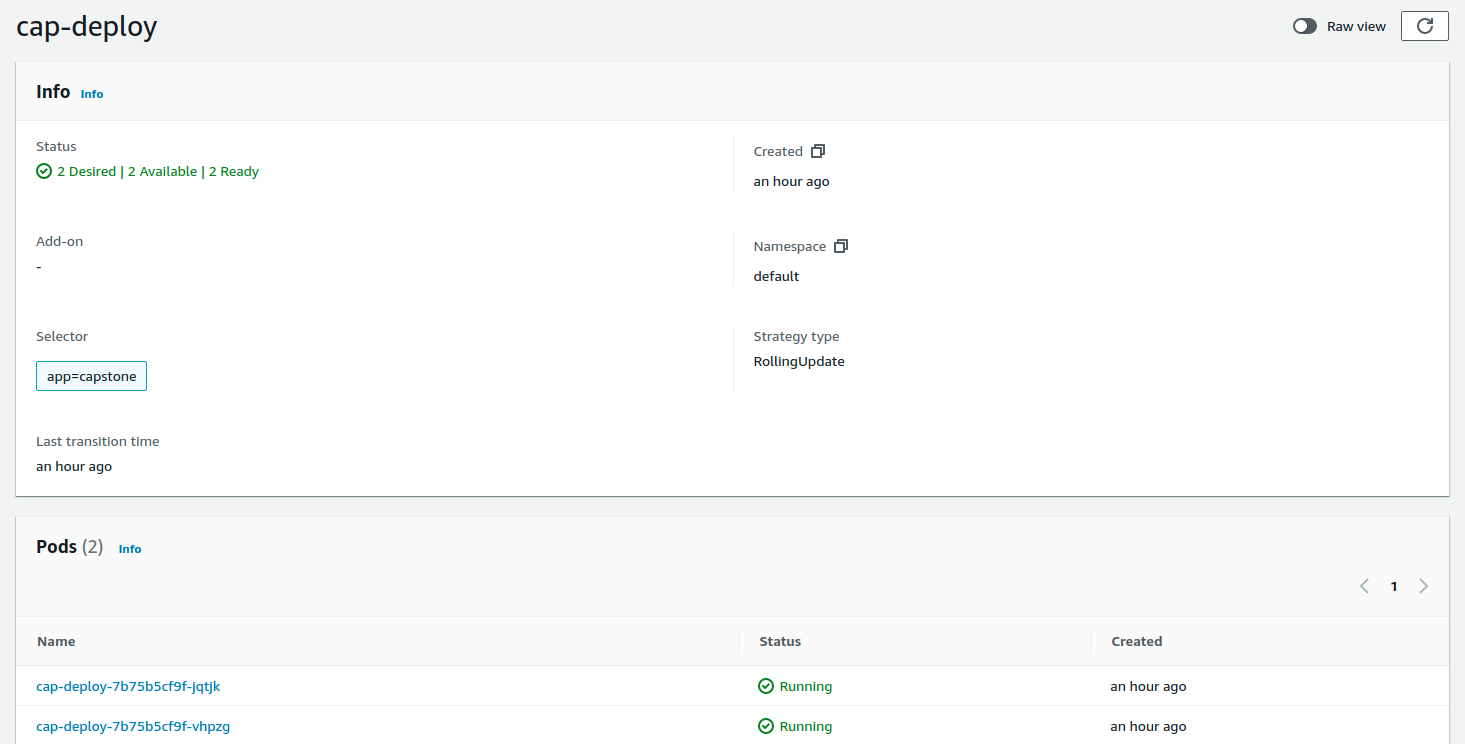 cap-deploy
Raw view
Info Info
Status
2 Desired | 2 Available | 2 Ready
Created
an hour ago
Add-on
-
Namespace
default
Selector
app=capstone
Strategy type
RollingUpdate
Last transition time
an hour ago
Pods (2) Info
1
Name Status Created
cap-deploy-7b75b5cf9f-jqtjk Running an hour ago
cap-deploy-7b75b5cf9f-vhpzg Running an hour ago